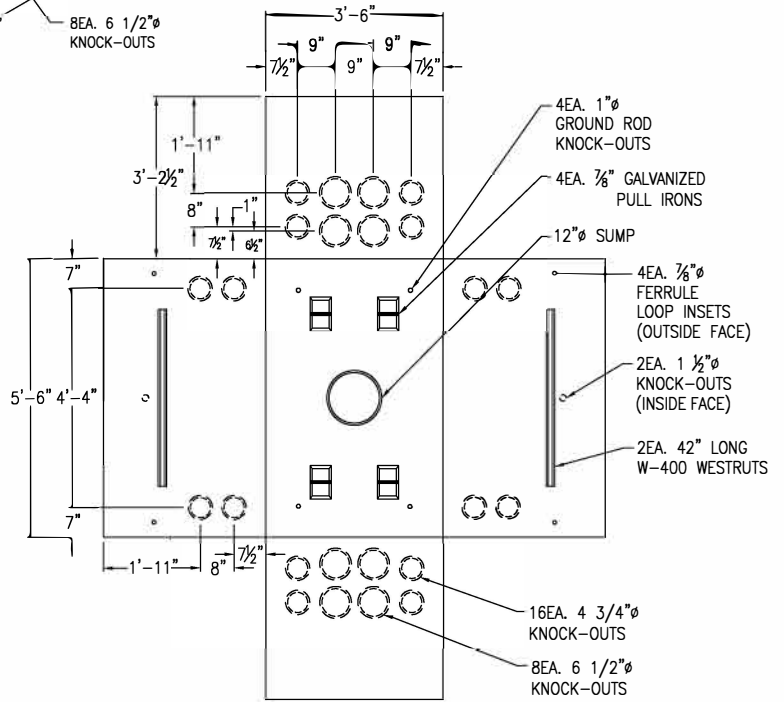 8EA. 6 1/2"ø
KNOCK-OUTS
3'-6"
9" 9"
7½" 9" 7½"
1'-11"
3'-2½"
8" 1"
7½" 6½"
4EA. 1"ø
GROUND ROD
KNOCK-OUTS
4EA. ⅞" GALVANIZED
PULL IRONS
12"ø SUMP
7"
5'-6" 4'-4"
7"
4EA. ⅞"ø
FERRULE
LOOP INSETS
(OUTSIDE FACE)
2EA. 1 ½"ø
KNOCK-OUTS
(INSIDE FACE)
2EA. 42" LONG
W-400 WESTRUTS
1'-11" 8" 7½"
16EA. 4 3/4"ø
KNOCK-OUTS
8EA. 6 1/2"ø
KNOCK-OUTS